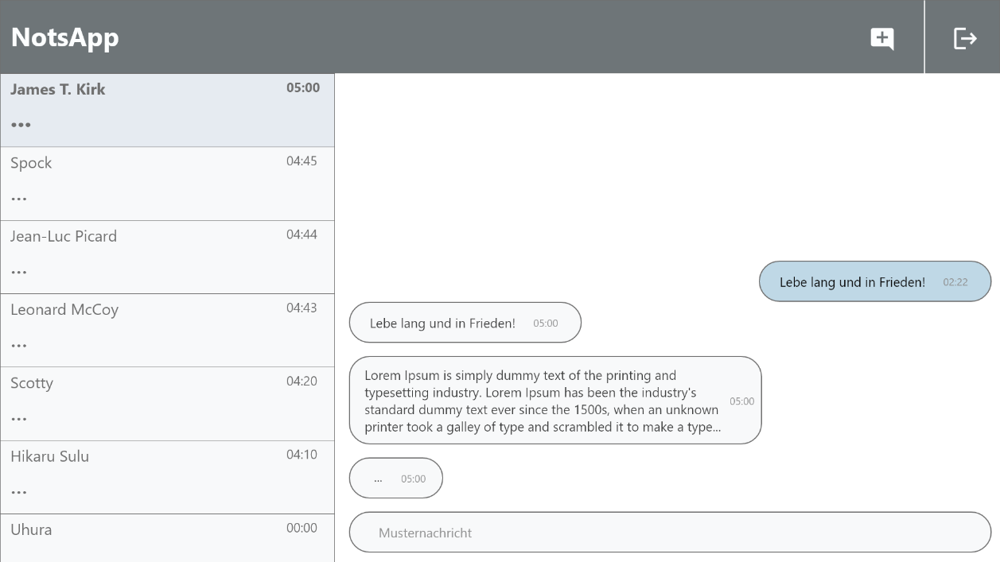 NotsApp
James T. Kirk 05:00
...
Spock 04:45
...
Jean-Luc Picard 04:44
...
Leonard McCoy 04:43
...
Scotty 04:20
...
Hikaru Sulu 04:10
...
Uhura 00:00
Lebe lang und in Frieden! 02:22
Lebe lang und in Frieden! 05:00
Lorem Ipsum is simply dummy text of the printing and
typesetting industry. Lorem Ipsum has been the industry's
standard dummy text ever since the 1500s, when an unknown
printer took a galley of type and scrambled it to make a type...
05:00
... 05:00
Musternachricht